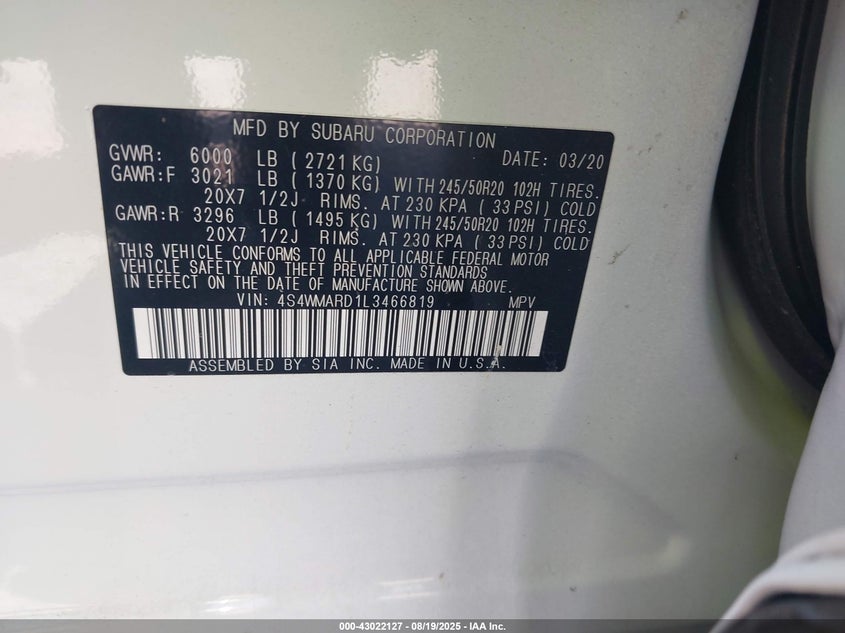 MFD BY SUBARU CORPORATION
GVWR: 6000 LB ( 2721 KG) DATE: 03/20
GAWR:F 3021 LB ( 1370 KG) WITH 245/50R20 102H TIRES.
20X7 1/2J RIMS. AT 230 KPA ( 33 PSI) COLD
GAWR:R 3296 LB ( 1495 KG) WITH 245/50R20 102H TIRES.
20X7 1/2J RIMS. AT 230 KPA ( 33 PSI) COLD
THIS VEHICLE CONFORMS TO ALL APPLICABLE FEDERAL MOTOR
VEHICLE SAFETY AND THEFT PREVENTION STANDARDS
IN EFFECT ON THE DATE OF MANUFACTURE SHOWN ABOVE.
VIN: 4S4WMARD1L3466819 MPV
ASSEMBLED BY SIA INC. MADE IN U.S.A.
000-43022127 - 08/19/2025 - IAA Inc.